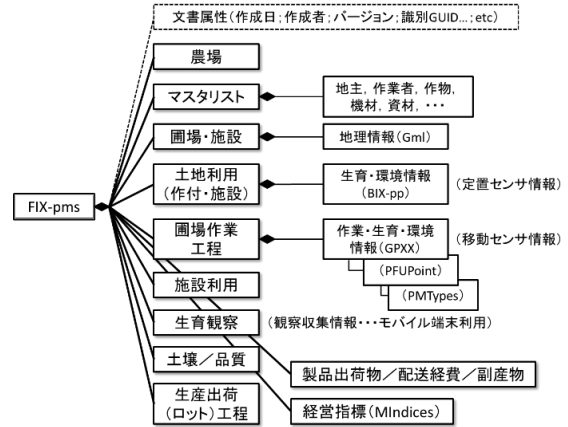 文書属性(作成日;作成者;バージョン;識別GUID…;etc)
農場
マスタリスト
地主, 作業者, 作物,
機材, 資材, ・・・
圃場・施設
地理情報(Gml)
土地利用
(作付・施設)
生育・環境情報
(BIX-pp)
(定置センサ情報)
FIX-pms
圃場作業
工程
作業・生育・環境
情報(GPXX)
(移動センサ情報)
(PFUPoint)
(PMTypes)
施設利用
生育観察
(観察収集情報・・・モバイル端末利用)
土壌/品質
製品出荷物/配送経費/副産物
生産出荷
(ロット)工程
経営指標(MIndices)